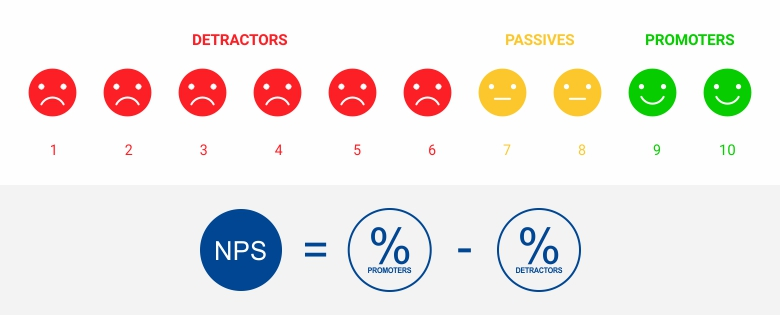 DETRACTORS PASSIVES PROMOTERS
1 2 3 4 5 6 7 8 9 10
NPS = % - %
PROMOTERS DETRACTORS